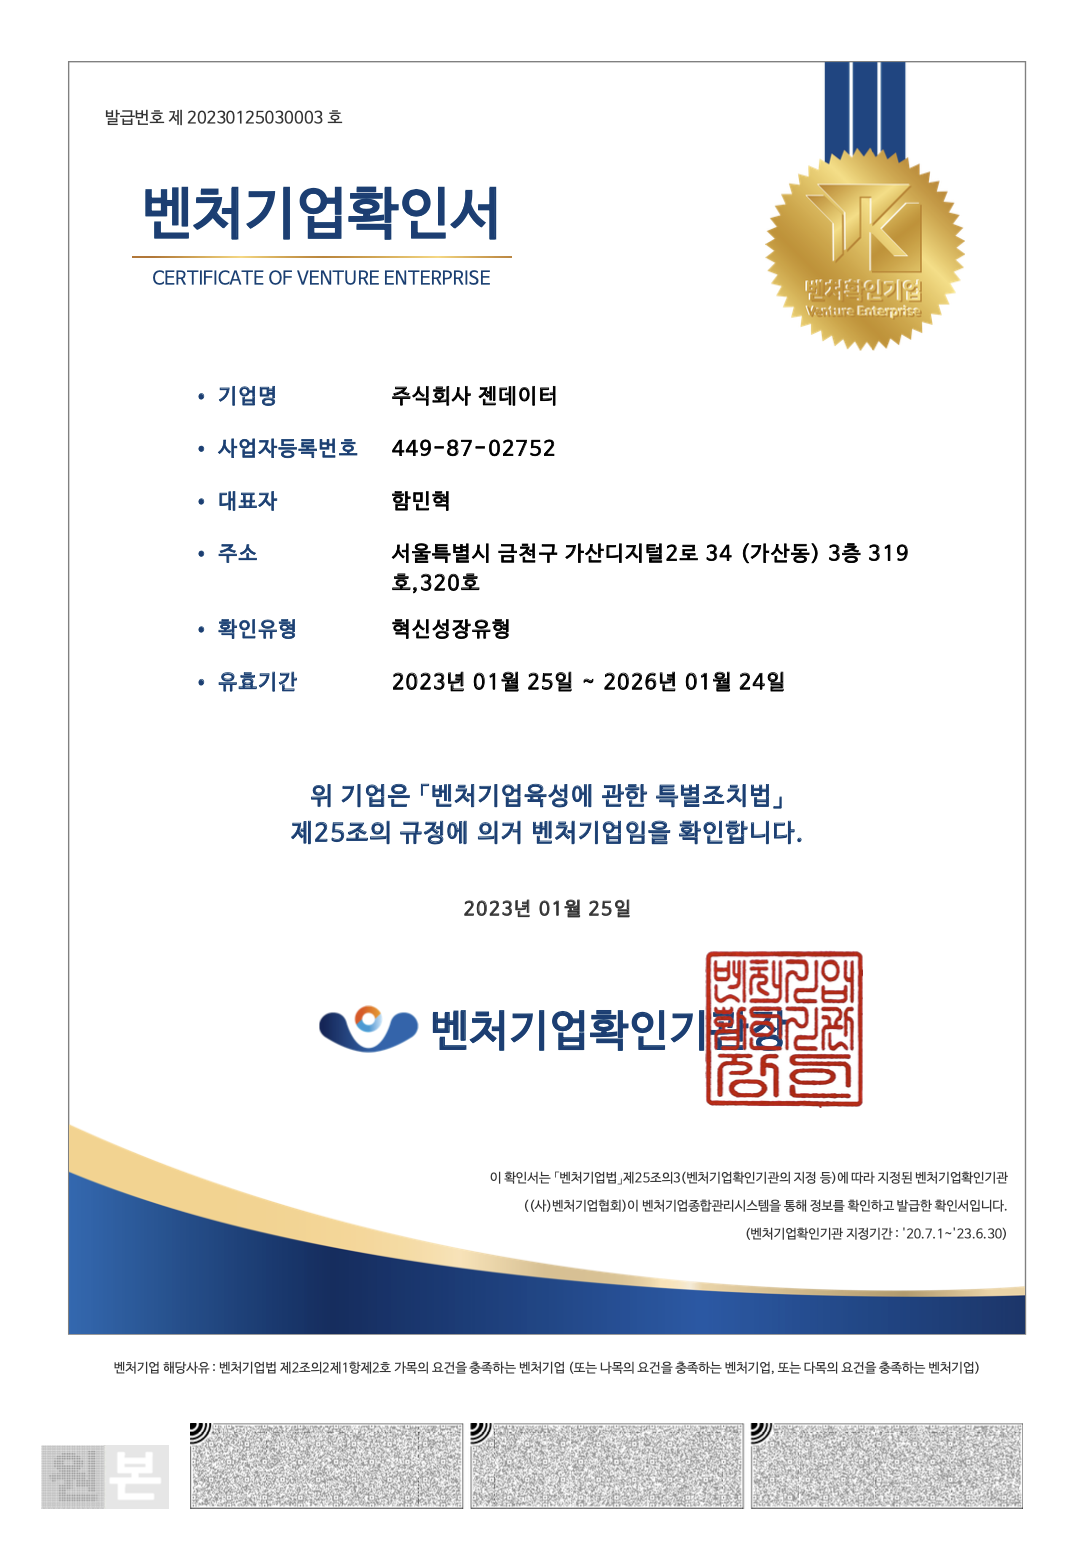 발급번호 제 20230125030003 호
벤처기업확인서
CERTIFICATE OF VENTURE ENTERPRISE
벤처확인기업
Venture Enterprise
• 기업명 주식회사 젠데이터
• 사업자등록번호 449-87-02752
• 대표자 함민혁
• 주소 서울특별시 금천구 가산디지털2로 34 (가산동) 3층 319
호,320호
• 확인유형 혁신성장유형
• 유효기간 2023년 01월 25일 ~ 2026년 01월 24일
위 기업은 「벤처기업육성에 관한 특별조치법」
제25조의 규정에 의거 벤처기업임을 확인합니다.
2023년 01월 25일
벤처기업확인기관장
이 확인서는 「벤처기업법」제25조의3(벤처기업확인기관의 지정 등)에 따라 지정된 벤처기업확인기관
((사)벤처기업협회)이 벤처기업종합관리시스템을 통해 정보를 확인하고 발급한 확인서입니다.
(벤처기업확인기관 지정기간 : '20.7.1~'23.6.30)
벤처기업 해당사유 : 벤처기업법 제2조의2제1항제2호 가목의 요건을 충족하는 벤처기업 (또는 나목의 요건을 충족하는 벤처기업, 또는 다목의 요건을 충족하는 벤처기업)
원본